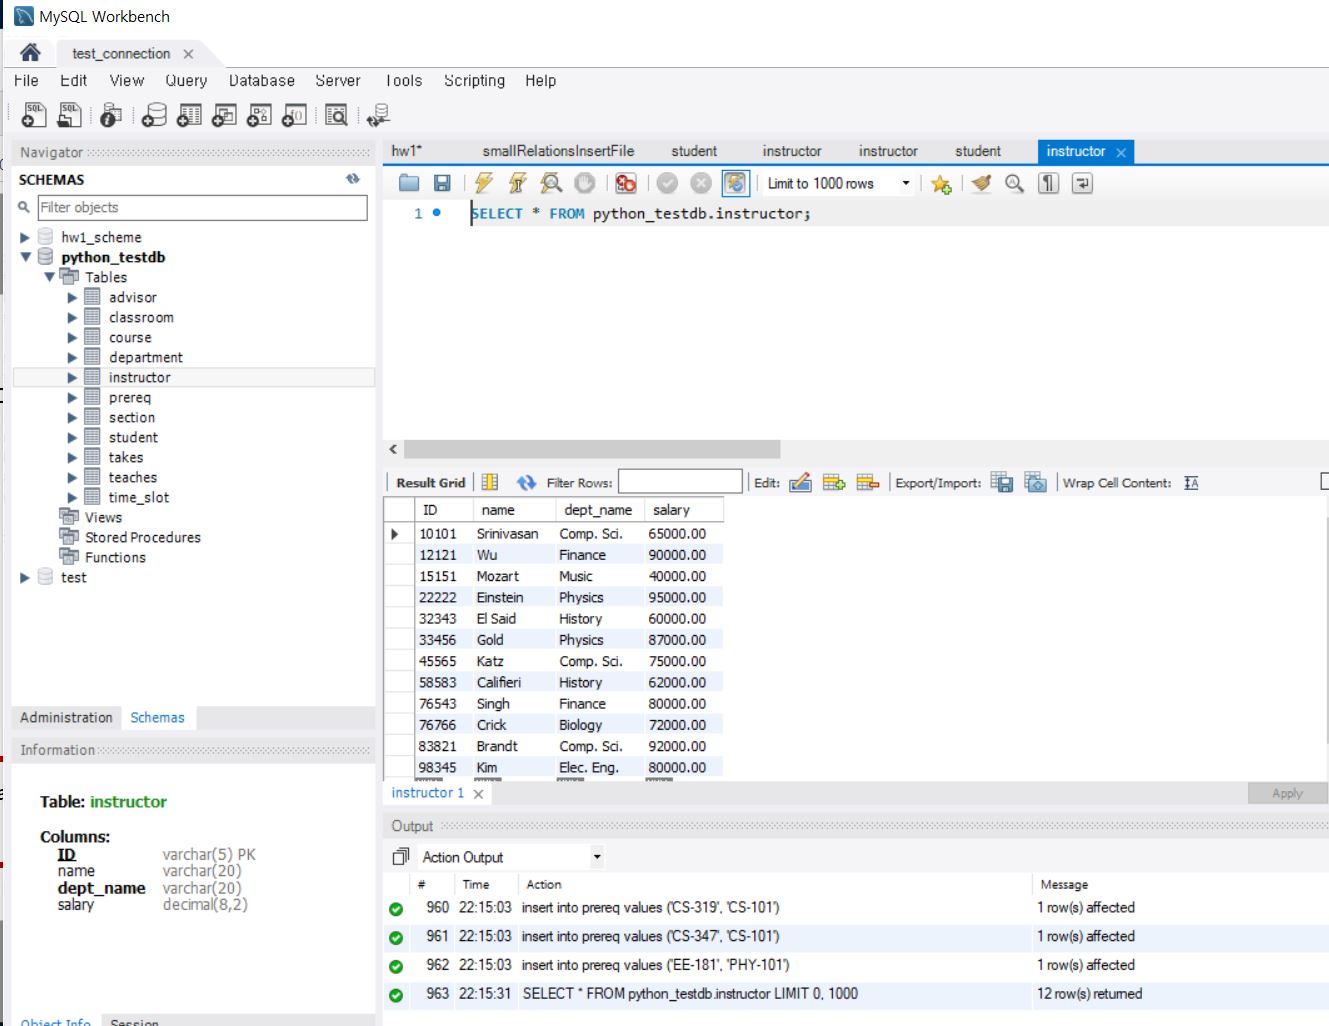 MySQL Workbench
test_connection
File Edit View Query Database Server Tools Scripting Help
Navigator
SCHEMAS
Filter objects
hw1_scheme
python_testdb
Tables
advisor
classroom
course
department
instructor
prereq
section
student
takes
teaches
time_slot
Views
Stored Procedures
Functions
test
Administration Schemas
Information
Table: instructor
Columns:
ID varchar(5) PK
name varchar(20)
dept_name varchar(20)
salary decimal(8,2)
Object Info Session
hw1* smallRelationsInsertFile student instructor instructor student instructor
Limit to 1000 rows
1 SELECT * FROM python_testdb.instructor;
Result Grid Filter Rows: Edit: Export/Import: Wrap Cell Content:
ID name dept_name salary
10101 Srinivasan Comp. Sci. 65000.00
12121 Wu Finance 90000.00
15151 Mozart Music 40000.00
22222 Einstein Physics 95000.00
32343 El Said History 60000.00
33456 Gold Physics 87000.00
45565 Katz Comp. Sci. 75000.00
58583 Califieri History 62000.00
76543 Singh Finance 80000.00
76766 Crick Biology 72000.00
83821 Brandt Comp. Sci. 92000.00
98345 Kim Elec. Eng. 80000.00
instructor 1 Apply
Output
Action Output
# Time Action Message
960 22:15:03 insert into prereq values ('CS-319', 'CS-101') 1 row(s) affected
961 22:15:03 insert into prereq values ('CS-347', 'CS-101') 1 row(s) affected
962 22:15:03 insert into prereq values ('EE-181', 'PHY-101') 1 row(s) affected
963 22:15:31 SELECT * FROM python_testdb.instructor LIMIT 0, 1000 12 row(s) returned